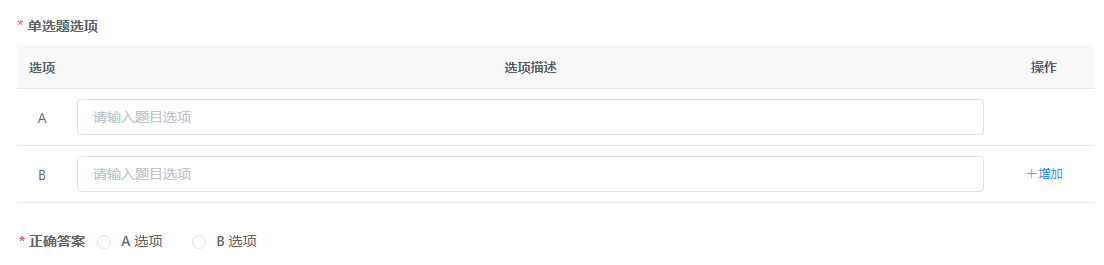 * 单选题选项
选项 选项描述 操作
A 请输入题目选项
B 请输入题目选项 +增加
* 正确答案 A 选项 B 选项